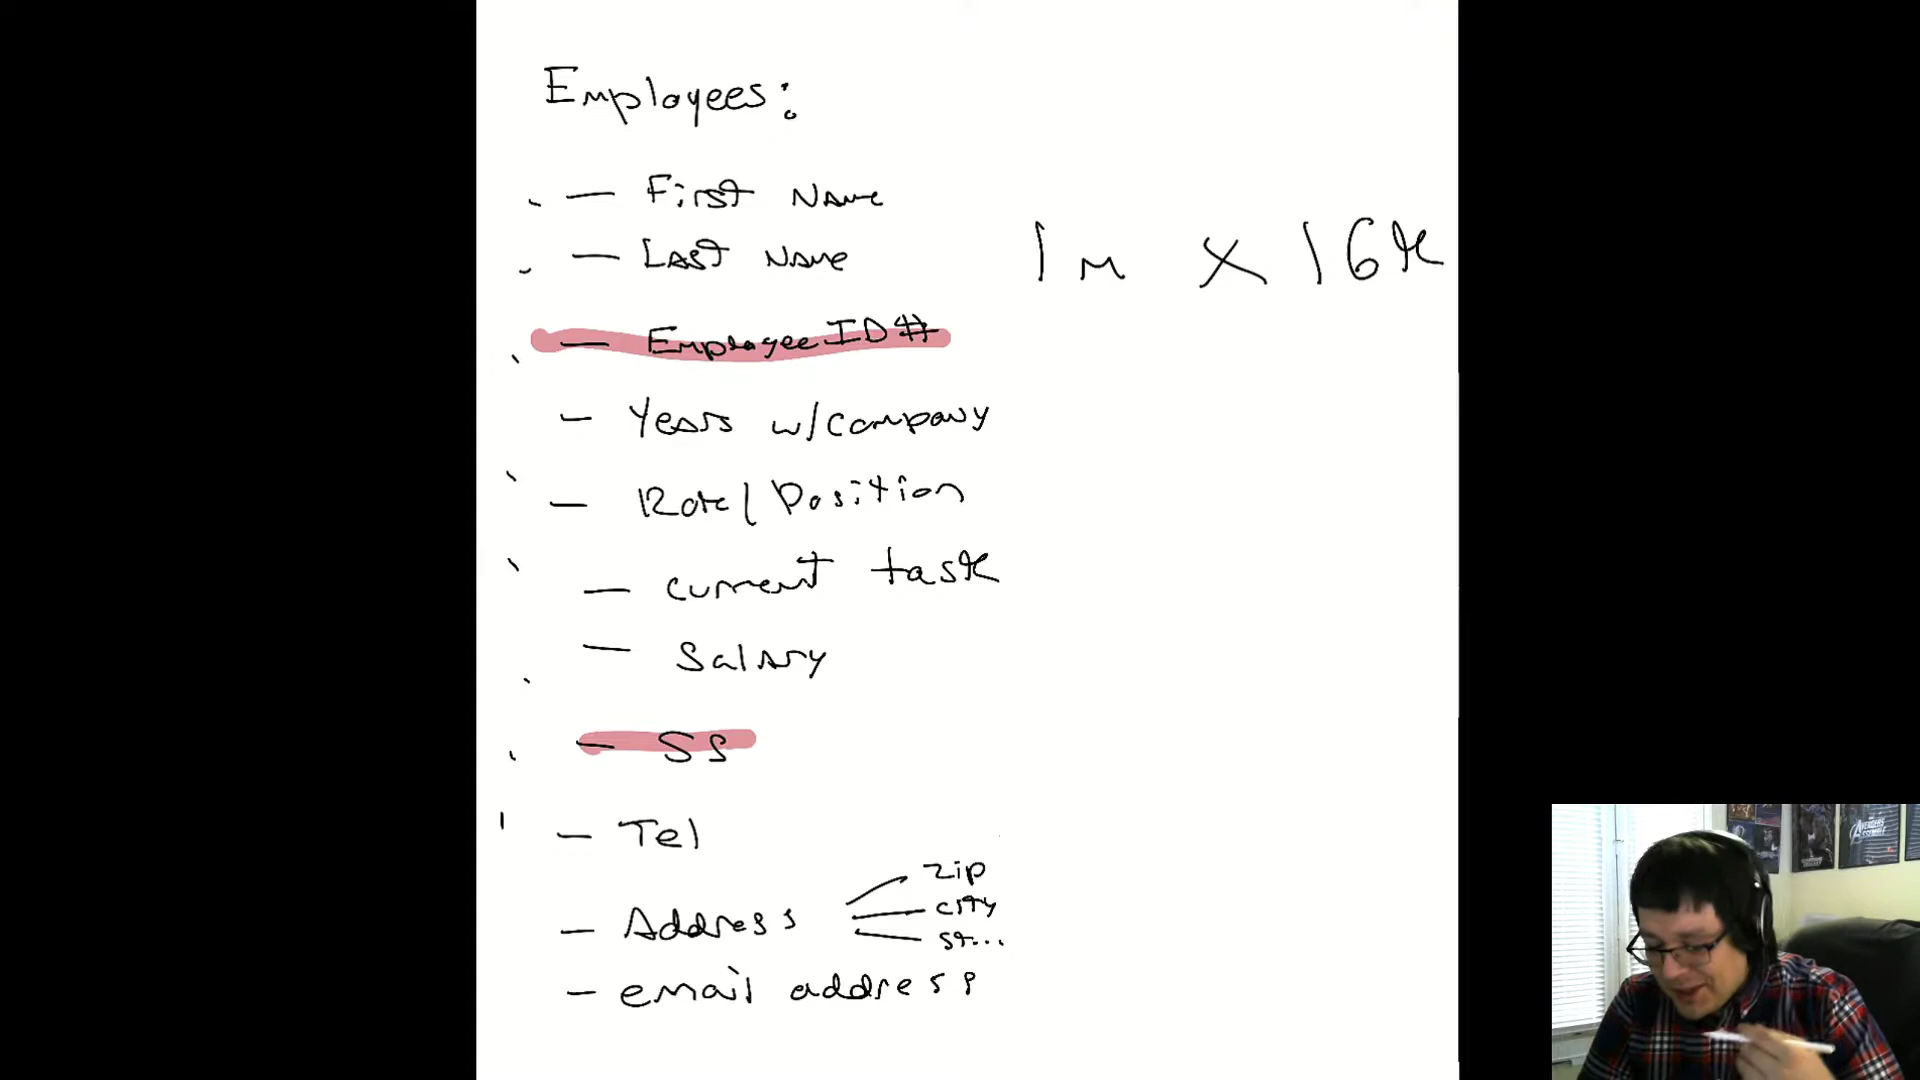 Employees:
— First Name
— Last Name
1m x 16k
— Employee ID #
— Years w/company
— Role/Position
— current task
— Salary
— SS
— Tel
— Address
Zip
city
St...
— email address
AVENGERS